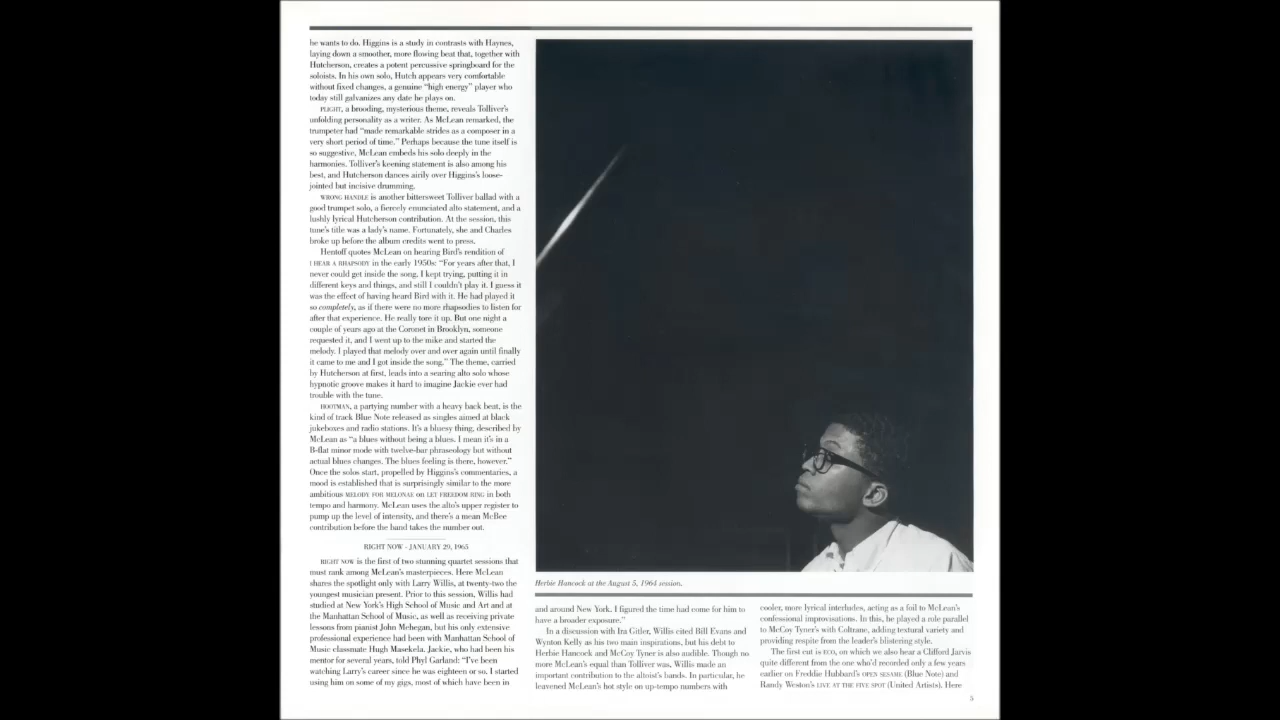 he wants to do. Higgins is a study in contrasts with Haynes,
laying down a smoother, more flowing beat that, together with
Hutcherson, creates a potent percussive springboard for the
soloists. In his own solo, Hutch appears very comfortable
without fixed changes, a genuine "high energy" player who
today still galvanizes any date he plays on.
PLIGHT, a brooding, mysterious theme, reveals Tolliver's
unfolding personality as a writer. As McLean remarked, the
trumpeter had "made remarkable strides as a composer in a
very short period of time." Perhaps because the tune itself is
so suggestive, McLean embeds his solo deeply in the
harmonies. Tolliver's keening statement is also among his
best, and Hutcherson dances airily over Higgins's loose-
jointed but incisive drumming.
WRONG HANDLE is another bittersweet Tolliver ballad with a
good trumpet solo, a fiercely enunciated alto statement, and a
lushly lyrical Hutcherson contribution. At the session, this
tune's title was a lady's name. Fortunately, she and Charles
broke up before the album credits went to press.
Hentoff quotes McLean on hearing Bird's rendition of
I HEAR A RHAPSODY in the early 1950s: "For years after that, I
never could get inside the song. I kept trying, putting it in
different keys and things, and still I couldn't play it. I guess it
was the effect of having heard Bird with it. He had played it
so completely, as if there were no more rhapsodies to listen for
after that experience. He really tore it up. But one night a
couple of years ago at the Coronet in Brooklyn, someone
requested it, and I went up to the mike and started the
melody. I played that melody over and over again until finally
it came to me and I got inside the song." The theme, carried
by Hutcherson at first, leads into a searing alto solo whose
hypnotic groove makes it hard to imagine Jackie ever had
trouble with the tune.
HOOTMAN, a partying number with a heavy back beat, is the
kind of track Blue Note released as singles aimed at black
jukeboxes and radio stations. It's a bluesy thing, described by
McLean as "a blues without being a blues. I mean it's in a
B-flat minor mode with twelve-bar phraseology but without
actual blues changes. The blues feeling is there, however."
Once the solos start, propelled by Higgins's commentaries, a
mood is established that is surprisingly similar to the more
ambitious MELODY FOR MELONAE on LET FREEDOM RING in both
tempo and harmony. McLean uses the alto's upper register to
pump up the level of intensity, and there's a mean McBee
contribution before the band takes the number out.
RIGHT NOW - JANUARY 29, 1965
RIGHT NOW is the first of two stunning quartet sessions that
must rank among McLean's masterpieces. Here McLean
shares the spotlight only with Larry Willis, at twenty-two the
youngest musician present. Prior to this session, Willis had
studied at New York's High School of Music and Art and at
the Manhattan School of Music, as well as receiving private
lessons from pianist John Mehegan, but his only extensive
professional experience had been with Manhattan School of
Music classmate Hugh Masekela. Jackie, who had been his
mentor for several years, told Phyl Garland: "I've been
watching Larry's career since he was eighteen or so. I started
using him on some of my gigs, most of which have been in
Herbie Hancock at the August 5, 1964 session.
and around New York. I figured the time had come for him to
have a broader exposure."
In a discussion with Ira Gitler, Willis cited Bill Evans and
Wynton Kelly as his two main inspirations, but his debt to
Herbie Hancock and McCoy Tyner is also audible. Though no
more McLean's equal than Tolliver was, Willis made an
important contribution to the altoist's bands. In particular, he
leavened McLean's hot style on up-tempo numbers with
cooler, more lyrical interludes, acting as a foil to McLean's
confessional improvisations. In this, he played a role parallel
to McCoy Tyner's with Coltrane, adding textural variety and
providing respite from the leader's blistering style.
The first cut is ECO, on which we also hear a Clifford Jarvis
quite different from the one who'd recorded only a few years
earlier on Freddie Hubbard's OPEN SESAME (Blue Note) and
Randy Weston's LIVE AT THE FIVE SPOT (United Artists). Here
5